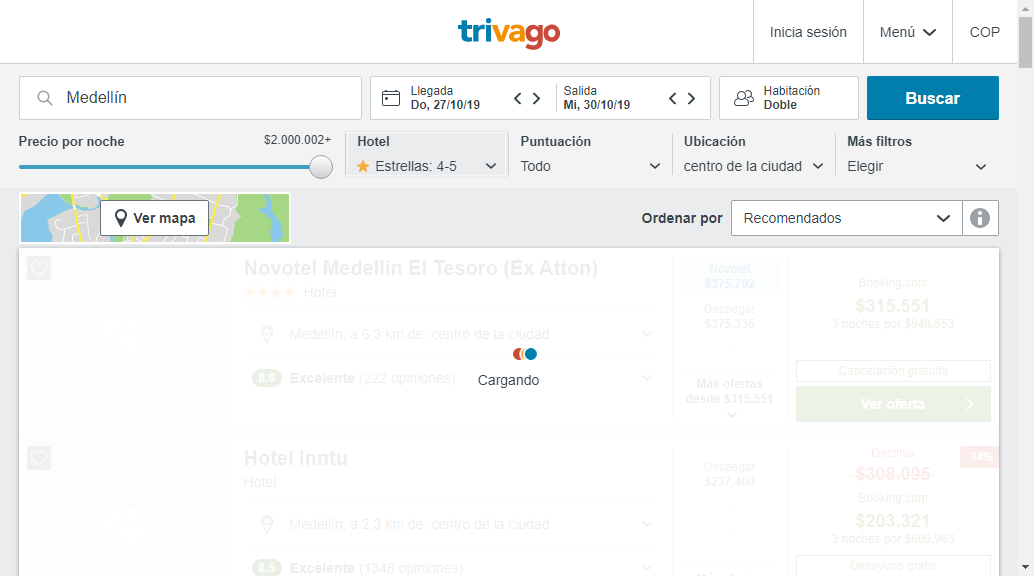 trivago
Inicia sesión
Menú
COP
Medellín
Llegada
Do, 27/10/19
Salida
Mi, 30/10/19
Habitación
Doble
Buscar
Precio por noche
$2.000.002+
Hotel
Estrellas: 4-5
Puntuación
Todo
Ubicación
centro de la ciudad
Más filtros
Elegir
Ver mapa
Ordenar por
Recomendados
Novotel Medellín El Tesoro (Ex Atton)
Hotel
Medellín, a 6.3 km de: centro de la ciudad
8.8 Excelente (222 opiniones)
Novotel
$375.702
Despegar
$375.335
Más ofertas
desde $315.551
Booking.com
$315.551
3 noches por $946.653
Cancelación gratuita
Ver oferta
Cargando
Hotel Inntu
Hotel
Medellín, a 2.3 km de: centro de la ciudad
8.5 Excelente (1348 opiniones)
Despegar
$237.400
Destinia
$308.095
-34%
Booking.com
$203.321
3 noches por $609.963
Desayuno gratis